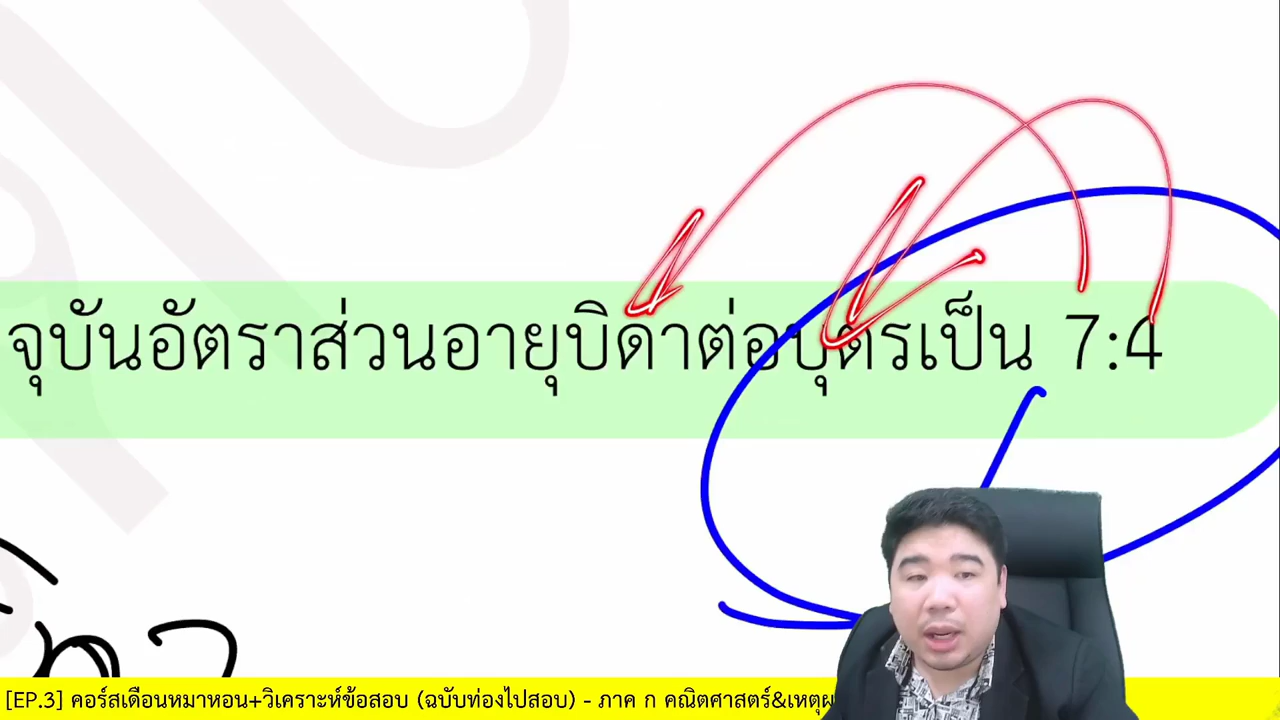 จุบันอัตราส่วนอายุบิดาต่อบุตรเป็น 7:4
[EP.3] คอร์สเดือนหมาหอน+วิเคราะห์ข้อสอบ (ฉบับท่องไปสอบ) - ภาค ก คณิตศาสตร์&เหตุผ